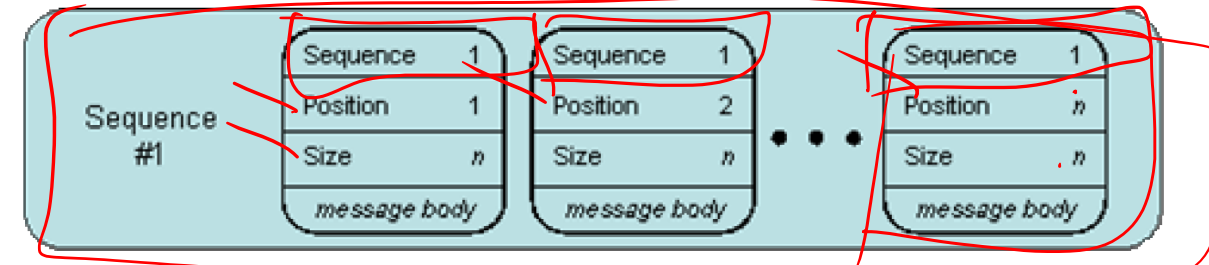 Sequence
#1
Sequence 1
Position 1
Size n
message body
Sequence 1
Position 2
Size n
message body
Sequence 1
Position n
Size n
message body